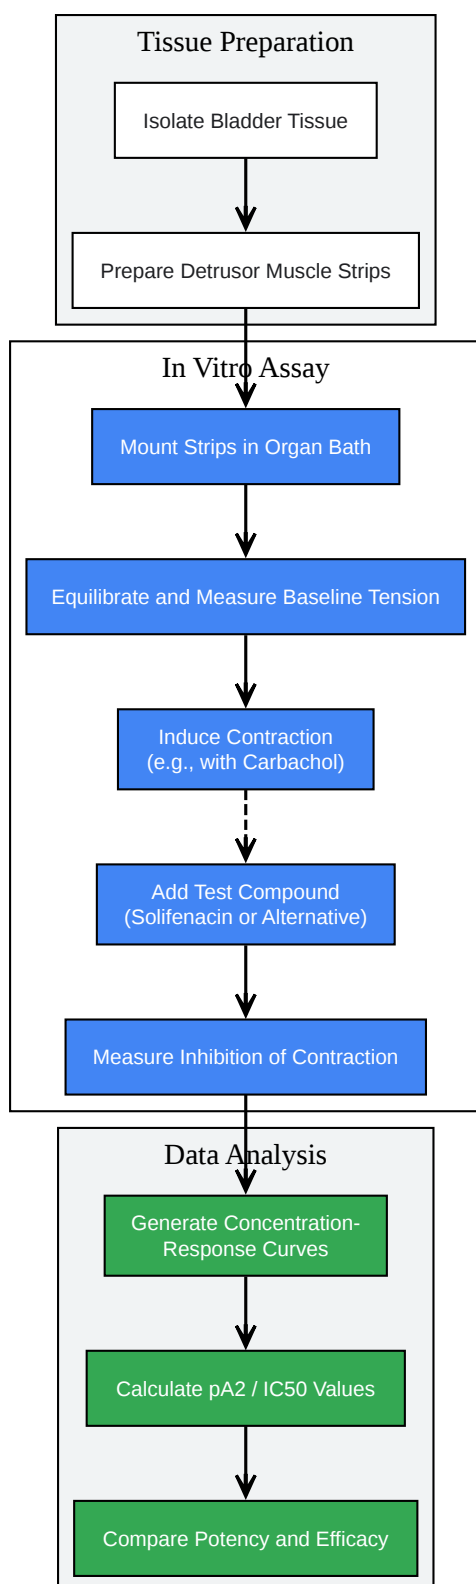 Tissue Preparation
Isolate Bladder Tissue
Prepare Detrusor Muscle Strips
In Vitro Assay
Mount Strips in Organ Bath
Equilibrate and Measure Baseline Tension
Induce Contraction
(e.g., with Carbachol)
Add Test Compound
(Solifenacin or Alternative)
Measure Inhibition of Contraction
Data Analysis
Generate Concentration-
Response Curves
Calculate pA2 / IC50 Values
Compare Potency and Efficacy